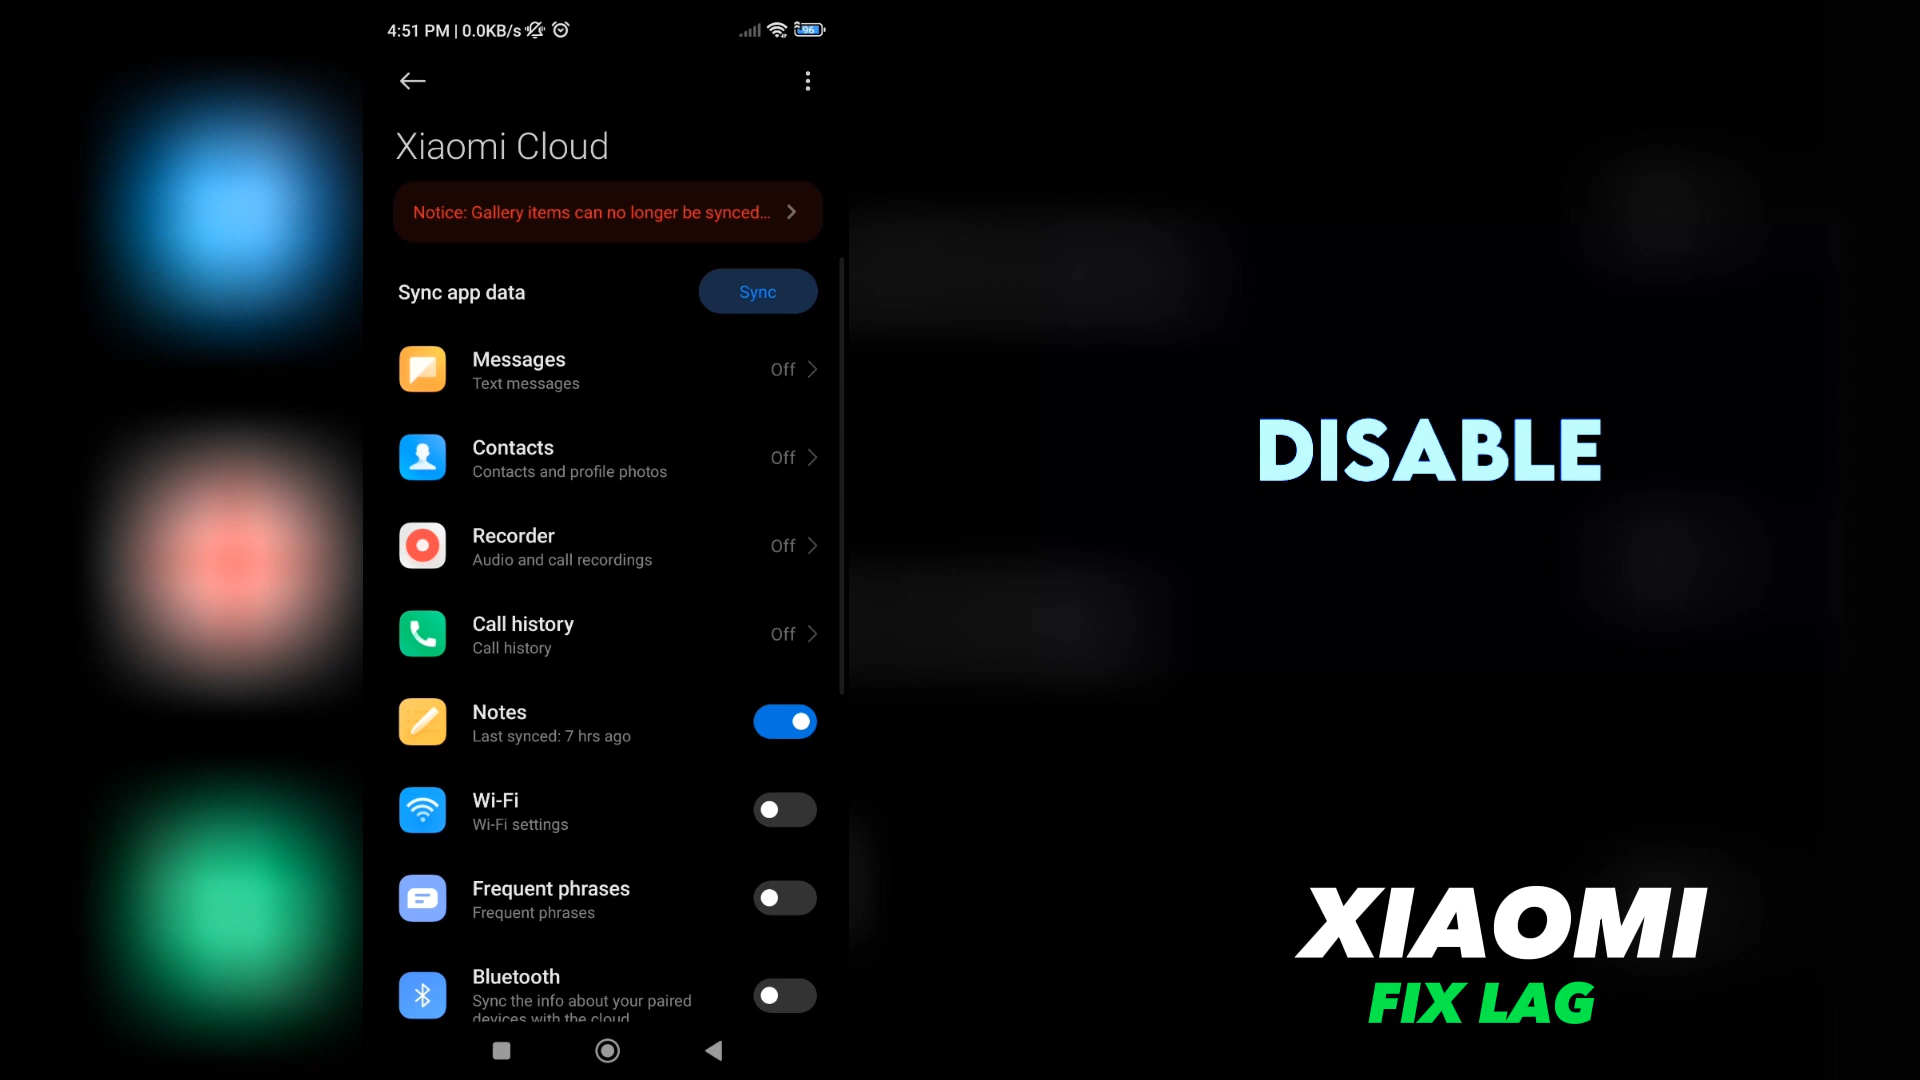 4:51 PM | 0.0KB/s
96
Xiaomi Cloud
Notice: Gallery items can no longer be synced...
Sync app data
Sync
Messages
Text messages
Off
Contacts
Contacts and profile photos
Off
Recorder
Audio and call recordings
Off
Call history
Call history
Off
Notes
Last synced: 7 hrs ago
Wi-Fi
Wi-Fi settings
Frequent phrases
Frequent phrases
Bluetooth
Sync the info about your paired
devices with the cloud
DISABLE
XIAOMI
FIX LAG